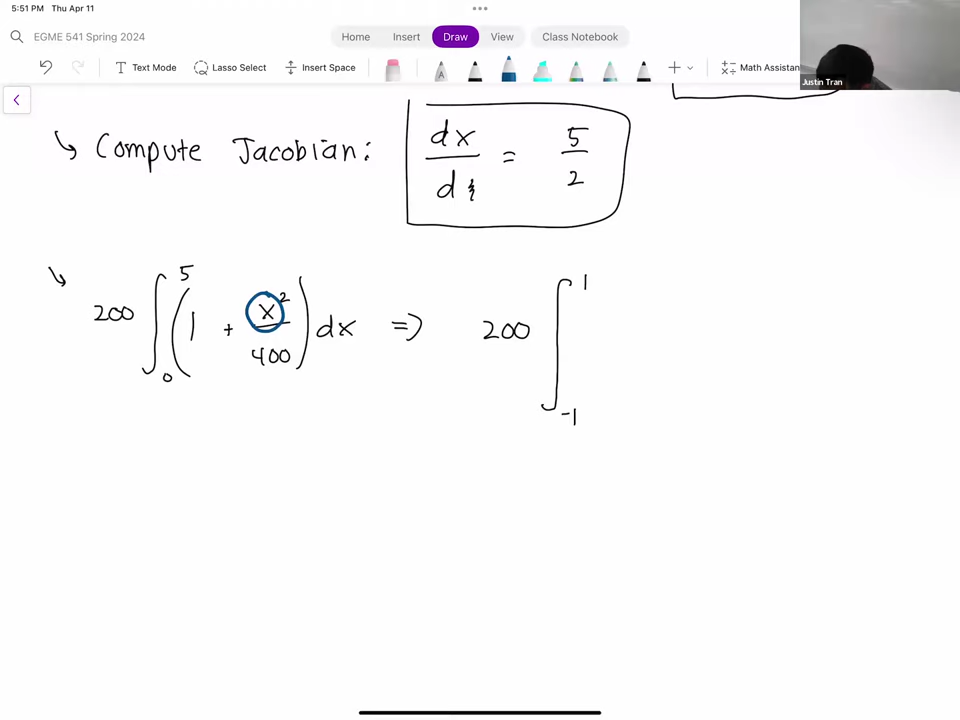 5:51 PM Thu Apr 11
EGME 541 Spring 2024 Home Insert Draw View Class Notebook
A Text Mode Lasso Select Insert Space Math Assistan
Justin Tran
↳ Compute Jacobian: dx/dξ = 5/2
↳ 200 ∫₀⁵ (1 + x²/400) dx ⇒ 200 ∫₋₁¹